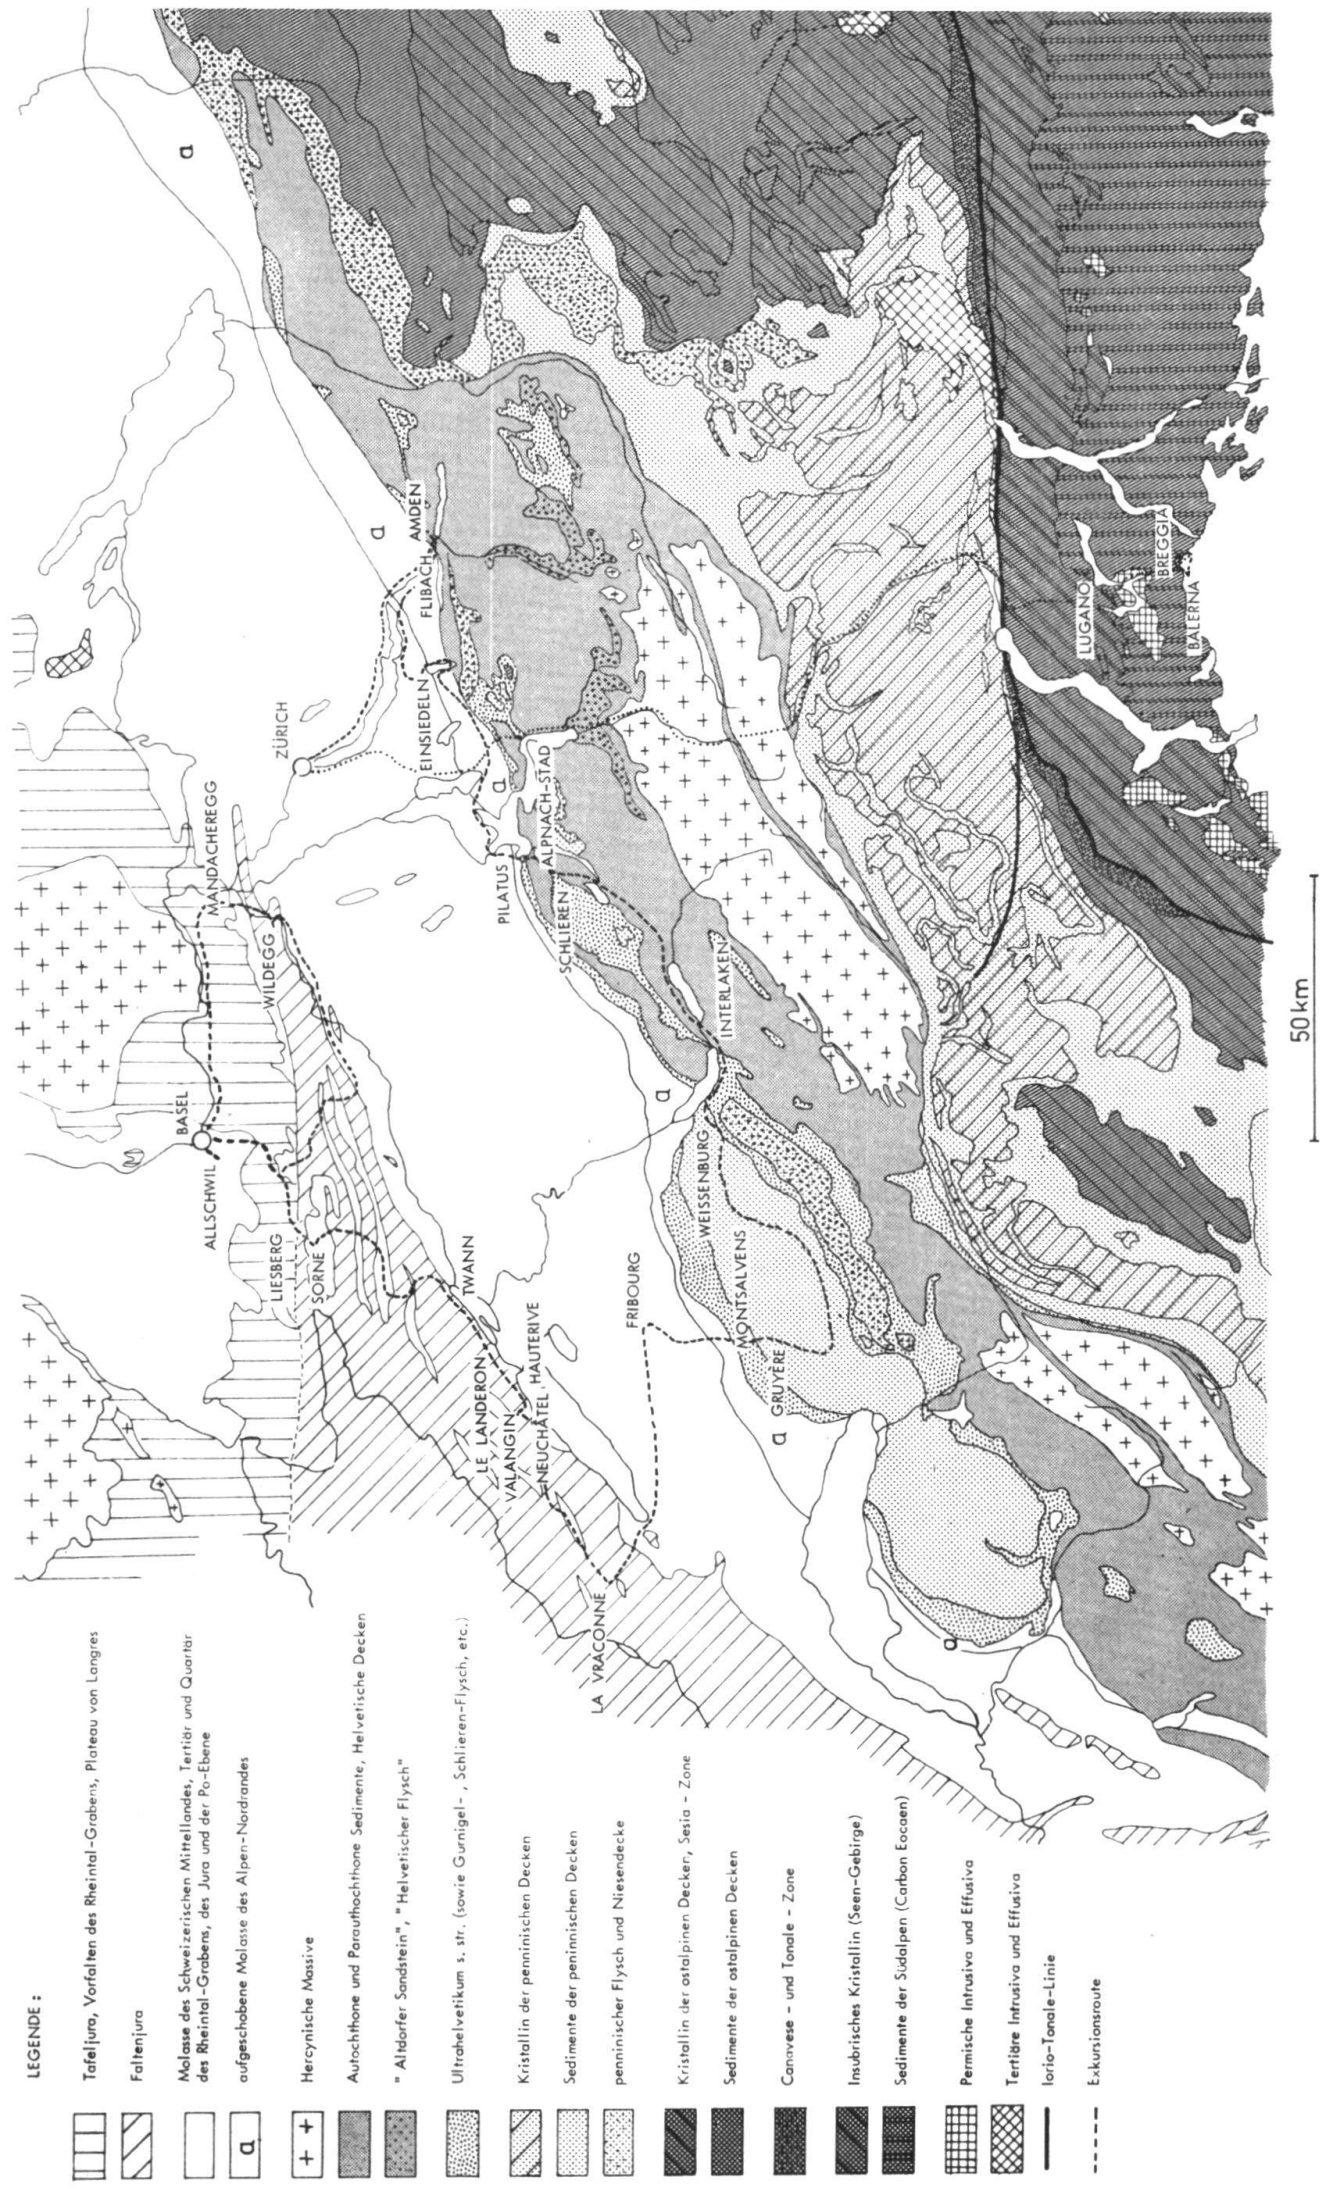 LEGENDE :
Tafeljura, Vorfalten des Rheintal-Grabens, Plateau von Langres
Faltenjura
Molasse des Schweizerischen Mittellandes, Tertiär und Quartär
des Rheintal-Grabens, des Jura und der Po-Ebene
a
aufgeschobene Molasse des Alpen-Nordrandes
Hercynische Massive
Autochthone und Parauthochthone Sedimente, Helvetische Decken
" Altdorfer Sandstein", "Helvetischer Flysch"
Ultrahelvetikum s. str. (sowie Gurnigel- , Schlieren-Flysch, etc.)
Kristallin der penninischen Decken
Sedimente der peninnischen Decken
penninischer Flysch und Niesendecke
Kristallin der ostalpinen Decken, Sesia - Zone
Sedimente der ostalpinen Decken
Canavese - und Tonale - Zone
Insubrisches Kristallin (Seen-Gebirge)
Sedimente der Südalpen (Carbon Eocaen)
Permische Intrusiva und Effusiva
Tertiäre Intrusiva und Effusiva
Iorio-Tonale-Linie
Exkursionsroute
ALLSCHWIL
BASEL
MANDACHEREGG
WILDEGG
ZÜRICH
LIESBERG
SORNE
TWANN
LE LANDERON
VALANGIN
NEUCHÂTEL
HAUTERIVE
LA VRACONNE
FRIBOURG
MONTSALVENS
GRUYÈRE
WEISSENBURG
INTERLAKEN
SCHLIEREN
ALPNACH-STAD
PILATUS
EINSIEDELN
FLIBACH
AMDEN
LUGANO
BREGGIA
BALERNA
a
a
a
a
a
a
50 km